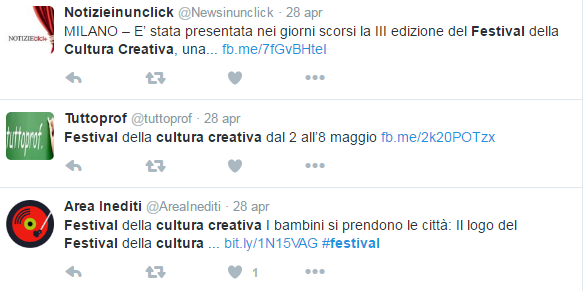 Notizieinunclick @Newsinunclick · 28 apr
MILANO – E' stata presentata nei giorni scorsi la III edizione del Festival della
Cultura Creativa, una... fb.me/7fGvBHteI
NOTIZIEclick
Tuttoprof @tuttoprof · 28 apr
Festival della cultura creativa dal 2 all'8 maggio fb.me/2k20POTzx
tuttoprof.
Area Inediti @AreaInediti · 28 apr
Festival della cultura creativa I bambini si prendono le città: Il logo del
Festival della cultura ... bit.ly/1N15VAG #festival
1